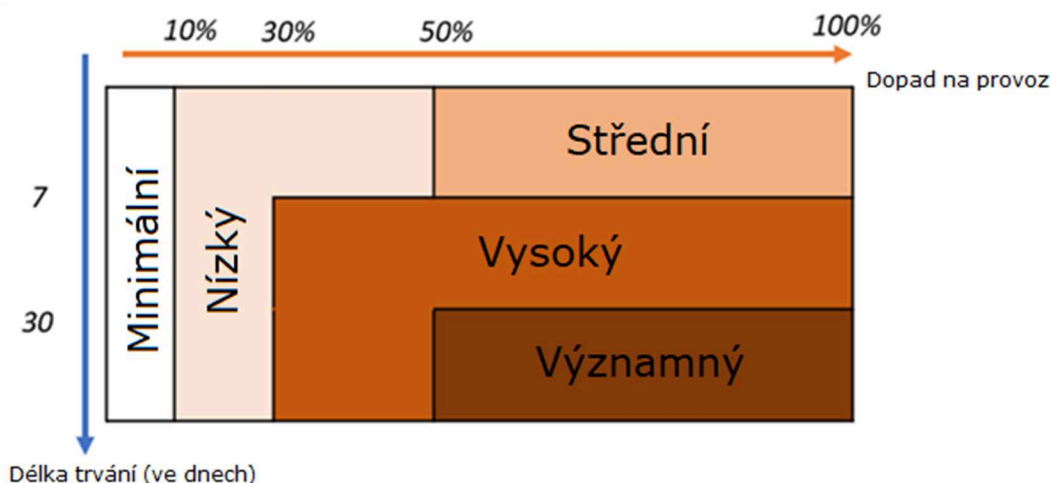 10% 30% 50% 100%
Dopad na provoz
Střední
7
Minimální
Nízký
Vysoký
30
Významný
Délka trvání (ve dnech)